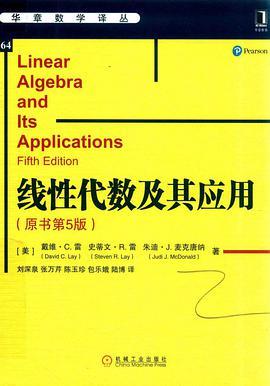 华章数学译丛
64
Pearson
Linear
Algebra
and
Its
Applications
Fifth Edition
线性代数及其应用
(原书第5版)
[美] 戴维·C. 雷 史蒂文·R. 雷 朱迪·J. 麦克唐纳 著
(David C. Lay) (Steven R. Lay) (Judi J. McDonald)
刘深泉 张万芹 陈玉珍 包乐娥 陆博 译
机械工业出版社
China Machine Press